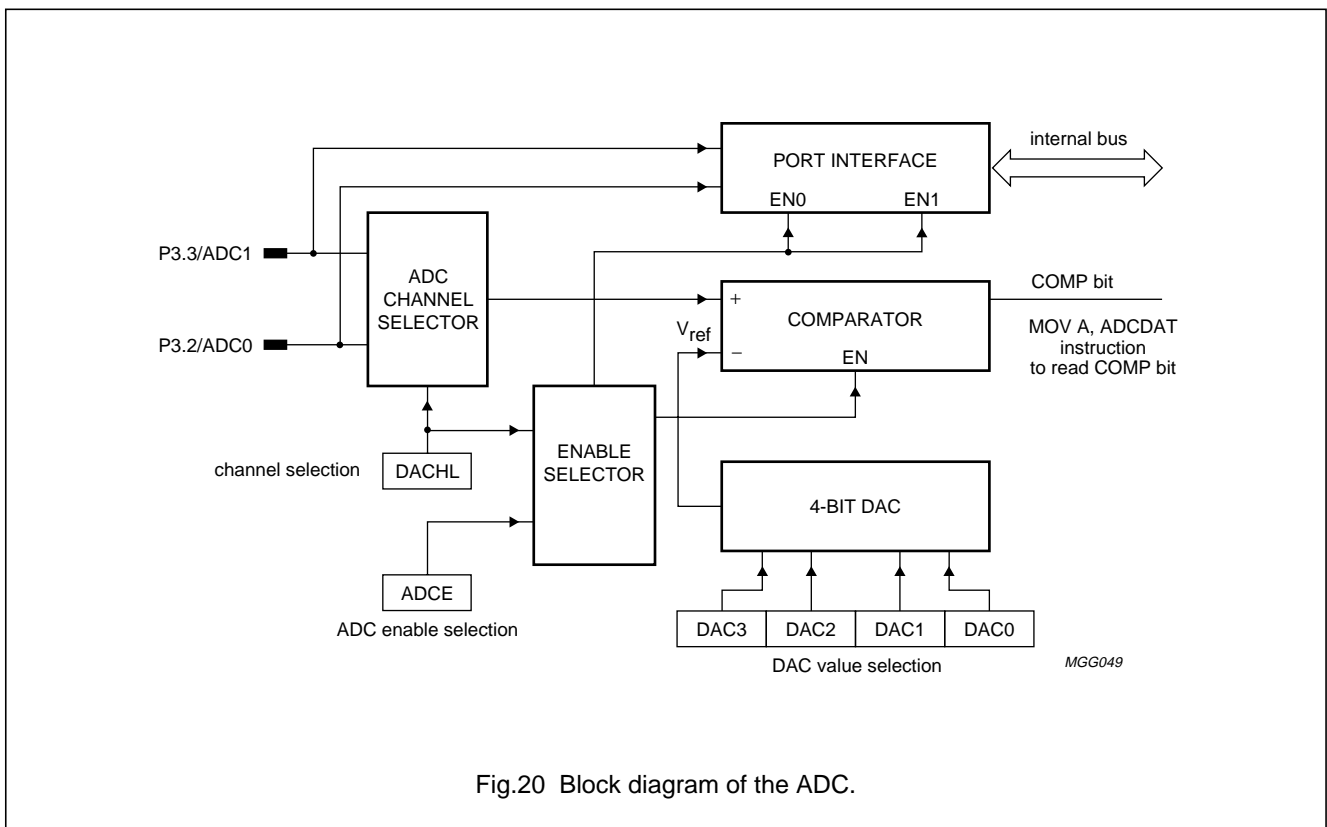 internal bus
PORT INTERFACE
EN0
EN1
P3.3/ADC1
ADC
CHANNEL
SELECTOR
P3.2/ADC0
COMP bit
+
COMPARATOR
Vref
−
EN
MOV A, ADCDAT
instruction
to read COMP bit
channel selection
DACHL
ENABLE
SELECTOR
4-BIT DAC
ADCE
ADC enable selection
DAC3
DAC2
DAC1
DAC0
DAC value selection
MGG049
Fig.20 Block diagram of the ADC.